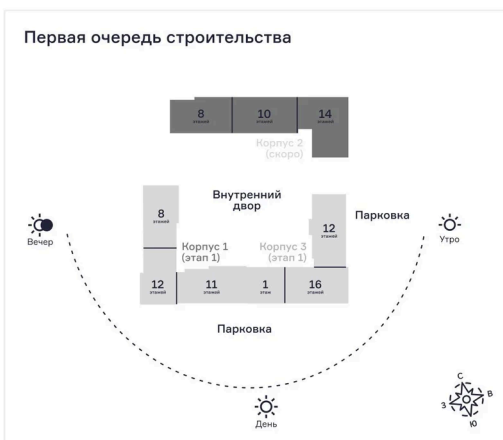 Первая очередь строительства
8
этажей
10
этажей
14
этажей
Корпус 2
(скоро)
Внутренний
двор
8
этажей
Парковка
12
этажей
Вечер
Утро
Корпус 1
(этап 1)
Корпус 3
(этап 1)
12
этажей
11
этажей
1
этаж
16
этажей
Парковка
День
С
В
З
Ю